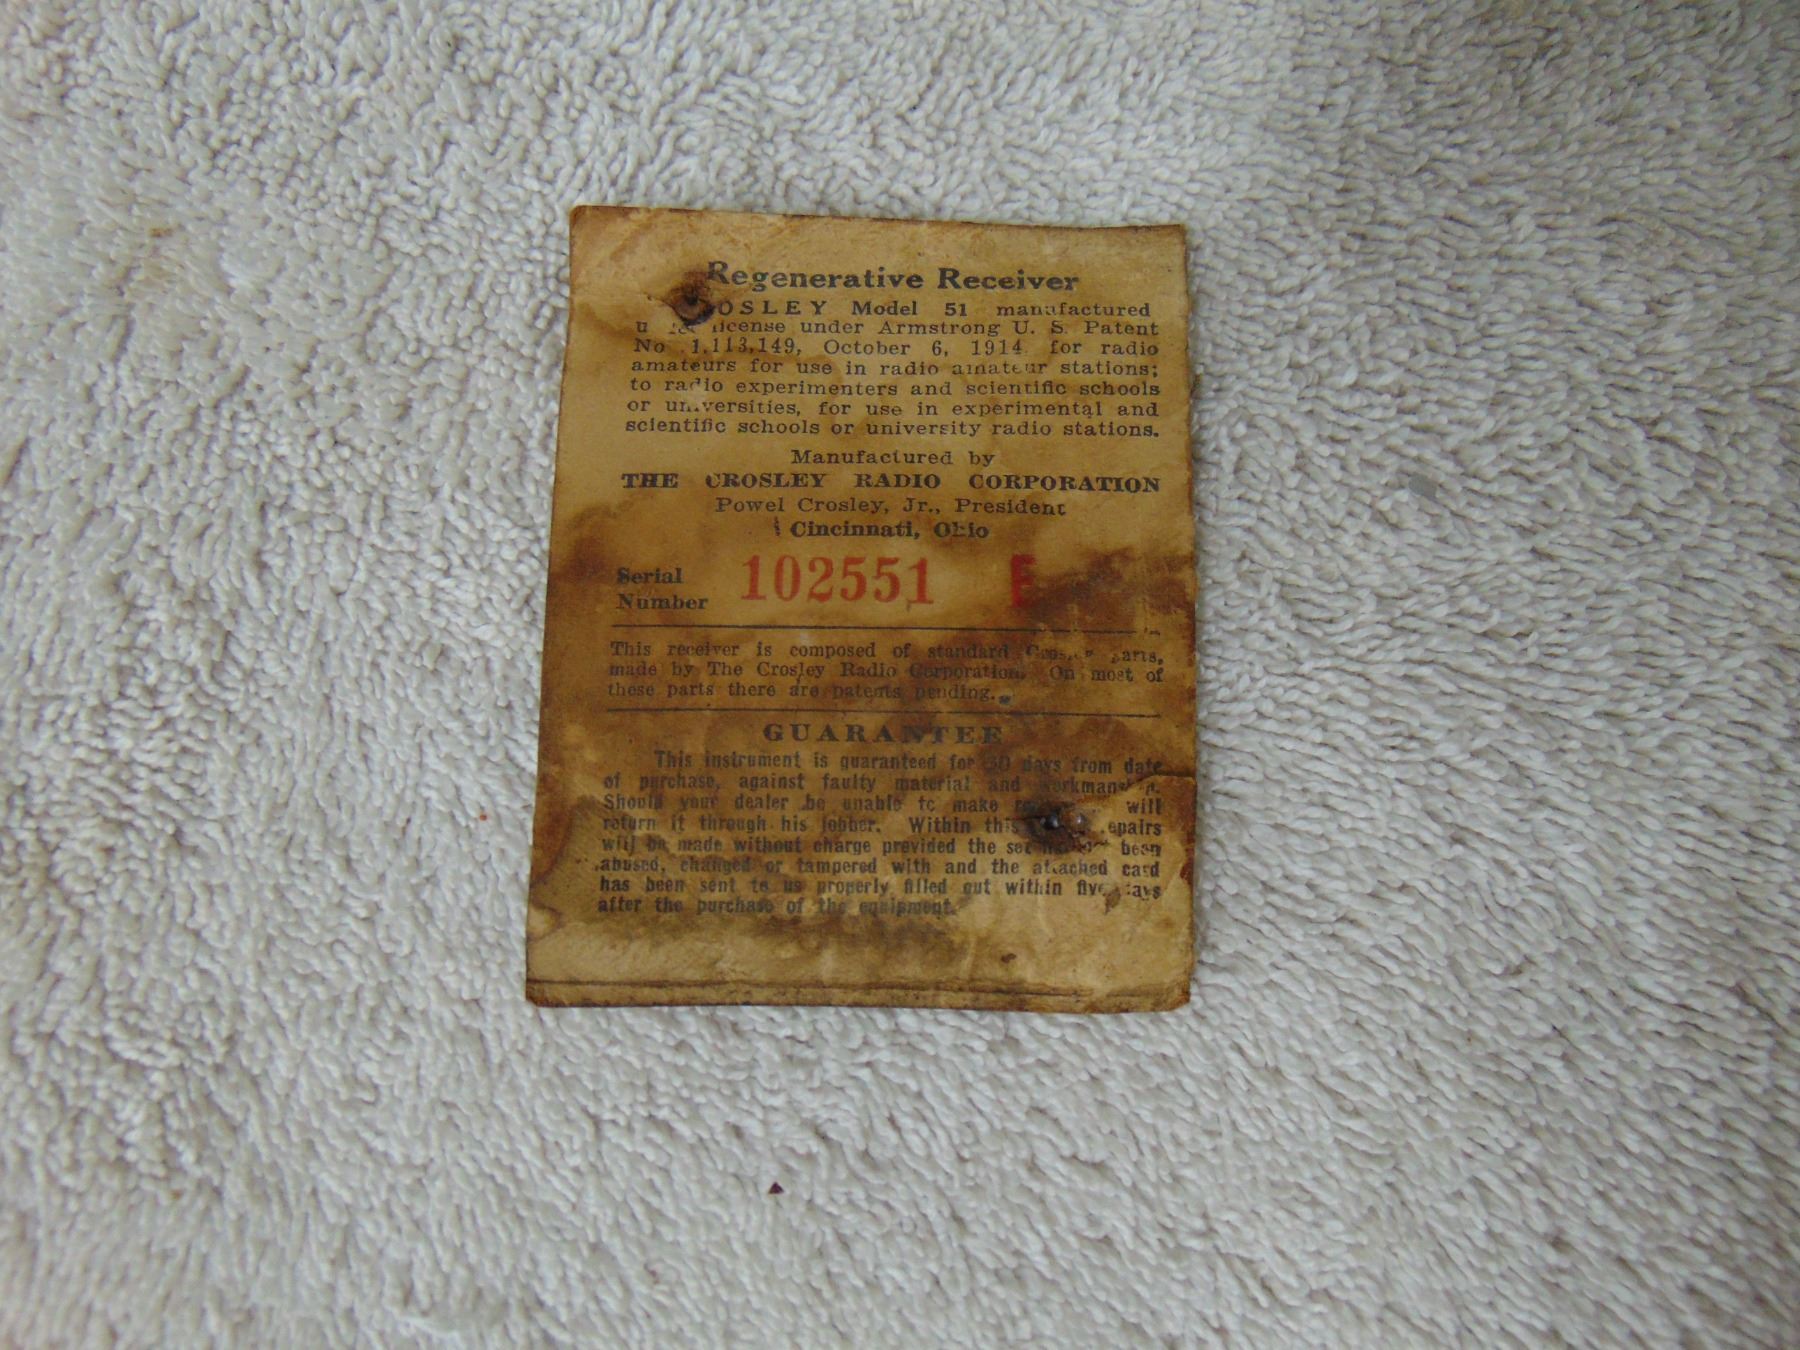 Regenerative Receiver
OSLEY Model 51 manufactured
license under Armstrong U. S. Patent
No 1,113,149, October 6, 1914 for radio
amateurs for use in radio amateur stations;
to radio experimenters and scientific schools
or universities, for use in experimental and
scientific schools or university radio stations.
Manufactured by
THE CROSLEY RADIO CORPORATION
Powel Crosley, Jr., President
Cincinnati, Ohio
Serial Number 102551 E
This receiver is composed of standard parts,
made by The Crosley Radio Corporation. On most of
these parts there are patents pending.
GUARANTEE
This instrument is guaranteed for days from date
of purchase, against faulty material and workmanship.
Should your dealer be unable to make will
return it through his jobber. Within this repairs
will be made without charge provided the set been
abused, changed or tampered with and the attached card
has been sent to us properly filled out within five days
after the purchase of the equipment.